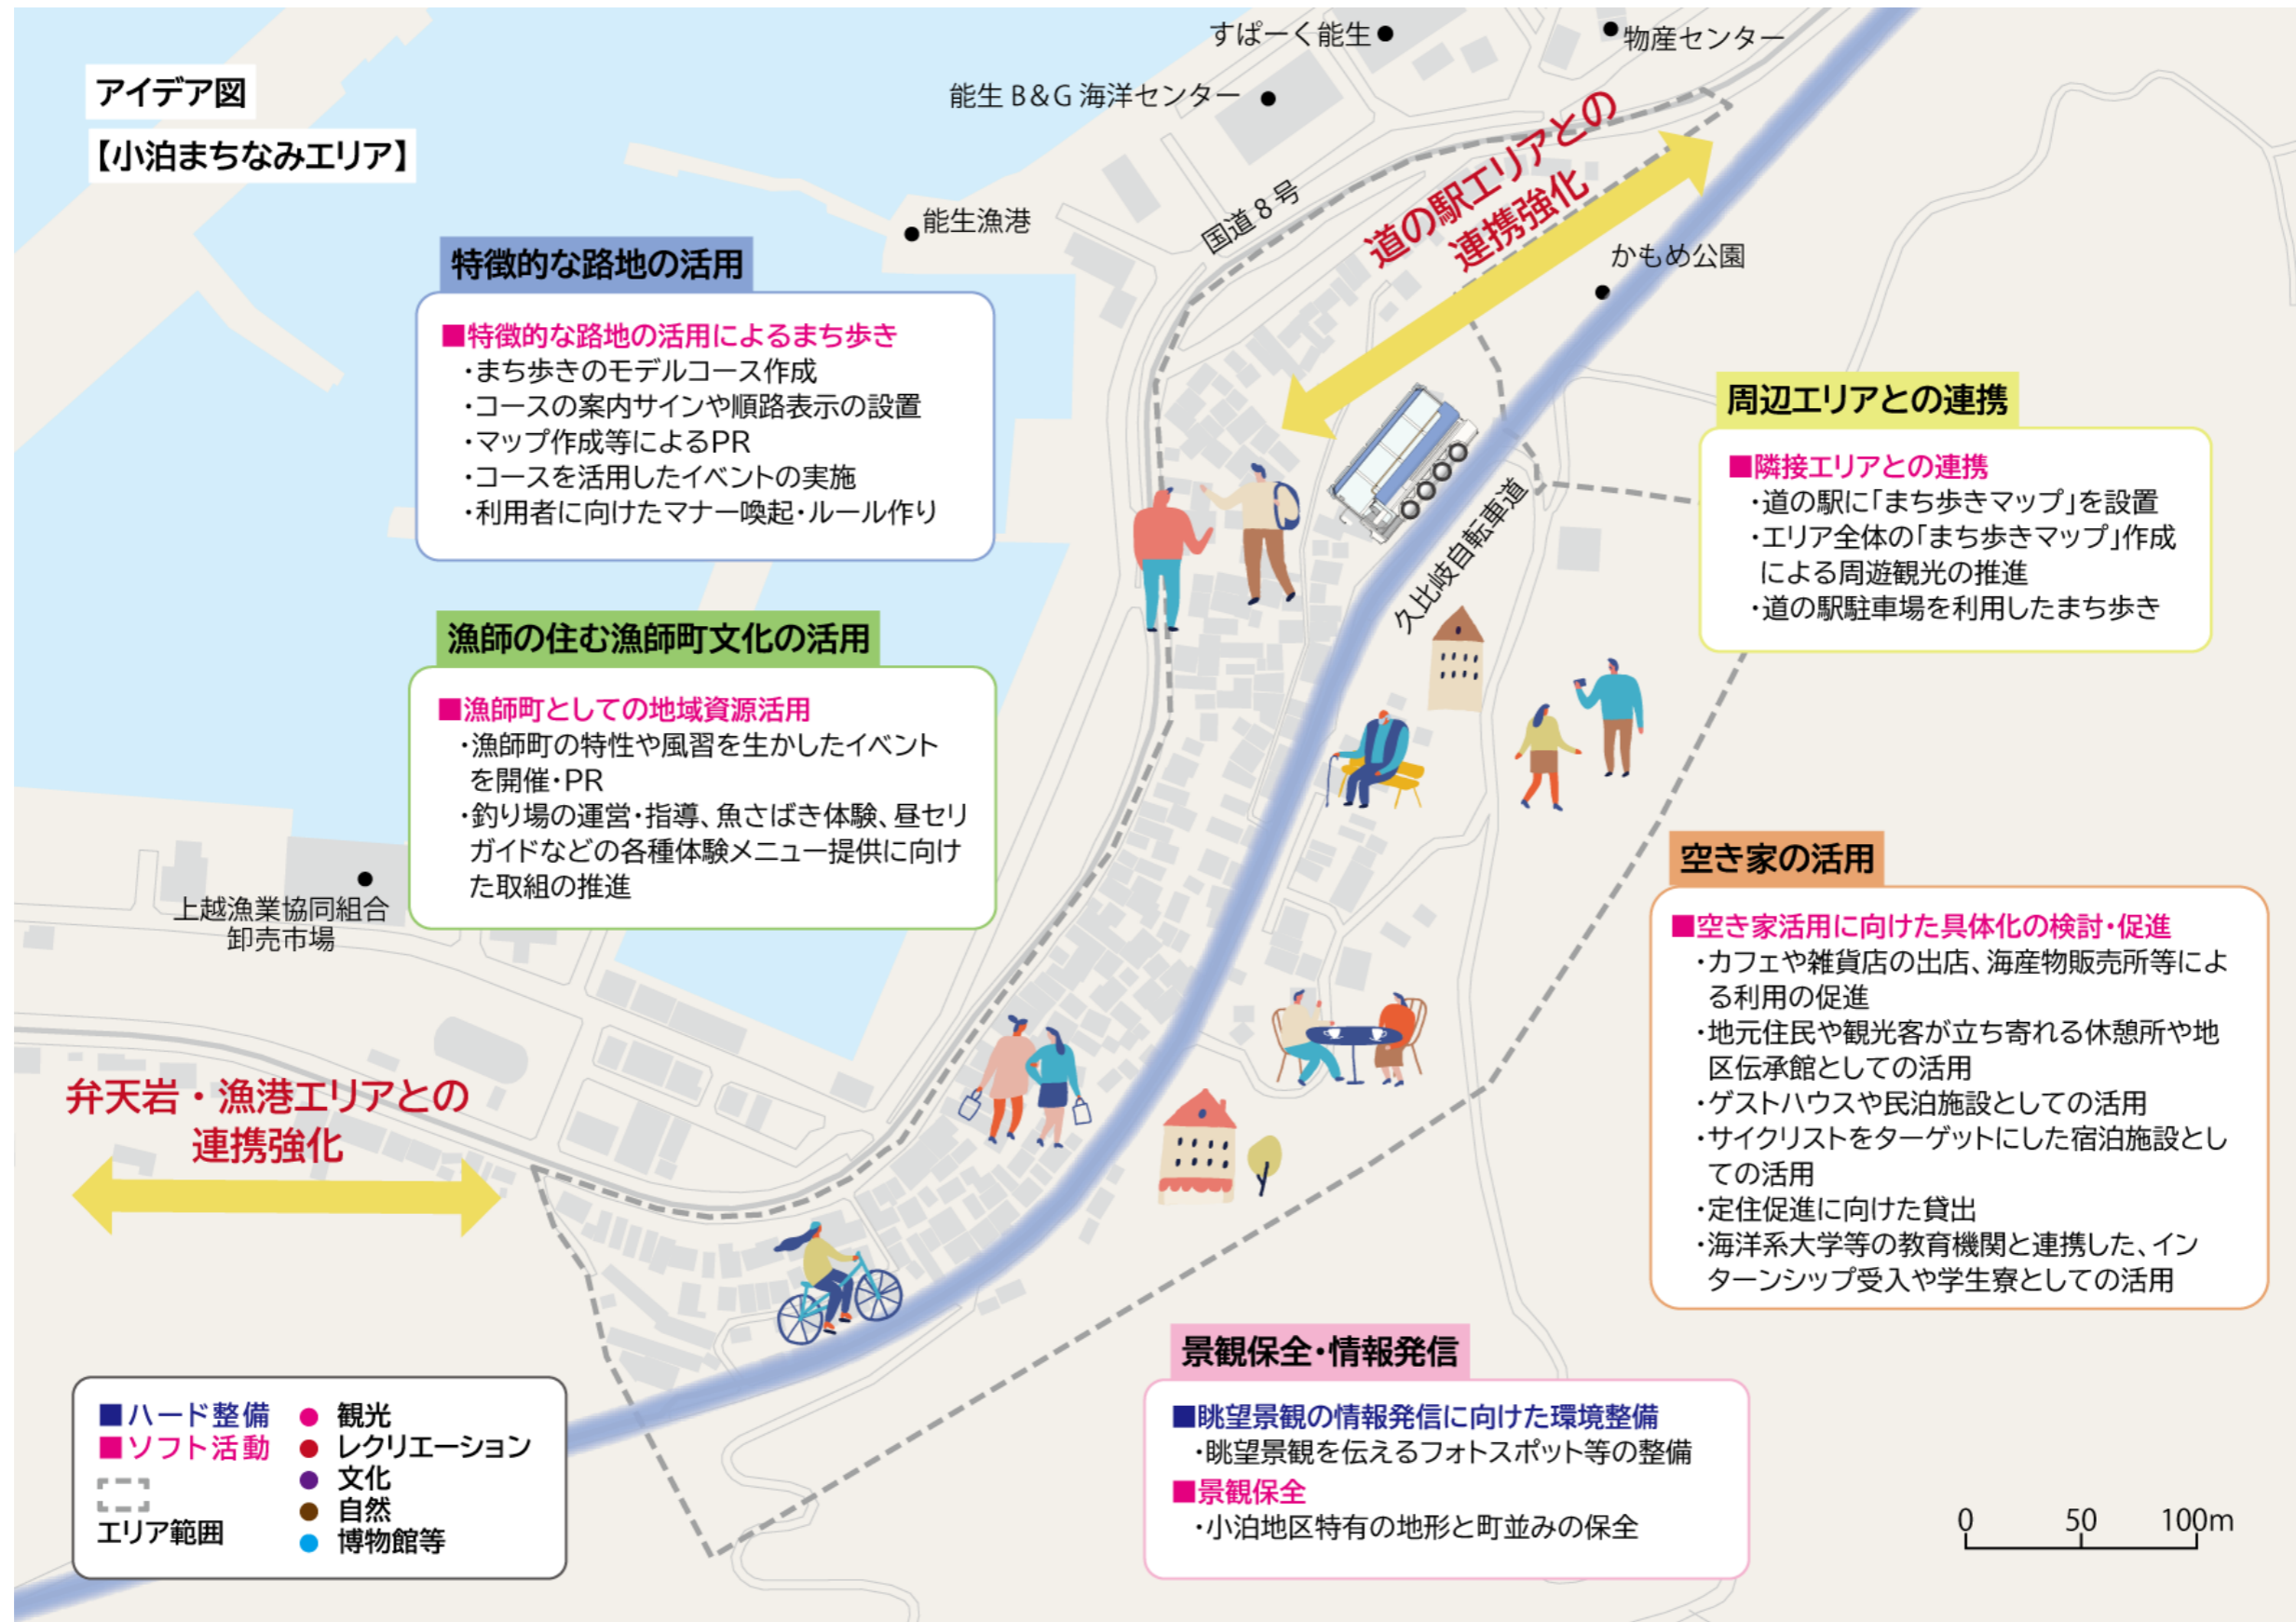 アイデア図
【小泊まちなみエリア】
すぱーく能生
物産センター
能生B&G海洋センター
能生漁港
国道8号
道の駅エリアとの
連携強化
かもめ公園
特徴的な路地の活用
■特徴的な路地の活用によるまち歩き
・まち歩きのモデルコース作成
・コースの案内サインや順路表示の設置
・マップ作成等によるPR
・コースを活用したイベントの実施
・利用者に向けたマナー喚起・ルール作り
周辺エリアとの連携
■隣接エリアとの連携
・道の駅に「まち歩きマップ」を設置
・エリア全体の「まち歩きマップ」作成
による周遊観光の推進
・道の駅駐車場を利用したまち歩き
久比岐自転車道
漁師の住む漁師町文化の活用
■漁師町としての地域資源活用
・漁師町の特性や風習を生かしたイベント
を開催・PR
・釣り場の運営・指導、魚さばき体験、昼セリ
ガイドなどの各種体験メニュー提供に向け
た取組の推進
上越漁業協同組合
卸売市場
空き家の活用
■空き家活用に向けた具体化の検討・促進
・カフェや雑貨店の出店、海産物販売所等によ
る利用の促進
・地元住民や観光客が立ち寄れる休憩所や地
区伝承館としての活用
・ゲストハウスや民泊施設としての活用
・サイクリストをターゲットにした宿泊施設とし
ての活用
・定住促進に向けた貸出
・海洋系大学等の教育機関と連携した、イン
ターンシップ受入や学生寮としての活用
弁天岩・漁港エリアとの
連携強化
景観保全・情報発信
■眺望景観の情報発信に向けた環境整備
・眺望景観を伝えるフォトスポット等の整備
■景観保全
・小泊地区特有の地形と町並みの保全
■ハード整備
■ソフト活動
エリア範囲
観光
レクリエーション
文化
自然
博物館等
0 50 100m